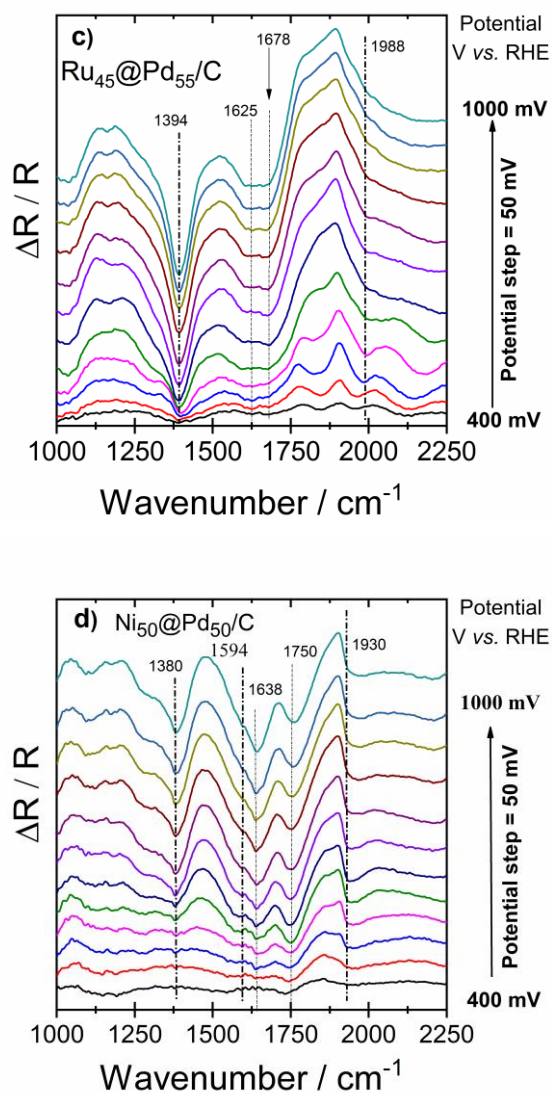 Potential
V vs. RHE
c)
Ru45@Pd55/C
1394
1625
1678
1988
1000 mV
Potential step = 50 mV
400 mV
ΔR / R
1000 1250 1500 1750 2000 2250
Wavenumber / cm-1
Potential
V vs. RHE
d)
Ni50@Pd50/C
1380
1594
1638
1750
1930
1000 mV
Potential step = 50 mV
400 mV
ΔR / R
1000 1250 1500 1750 2000 2250
Wavenumber / cm-1